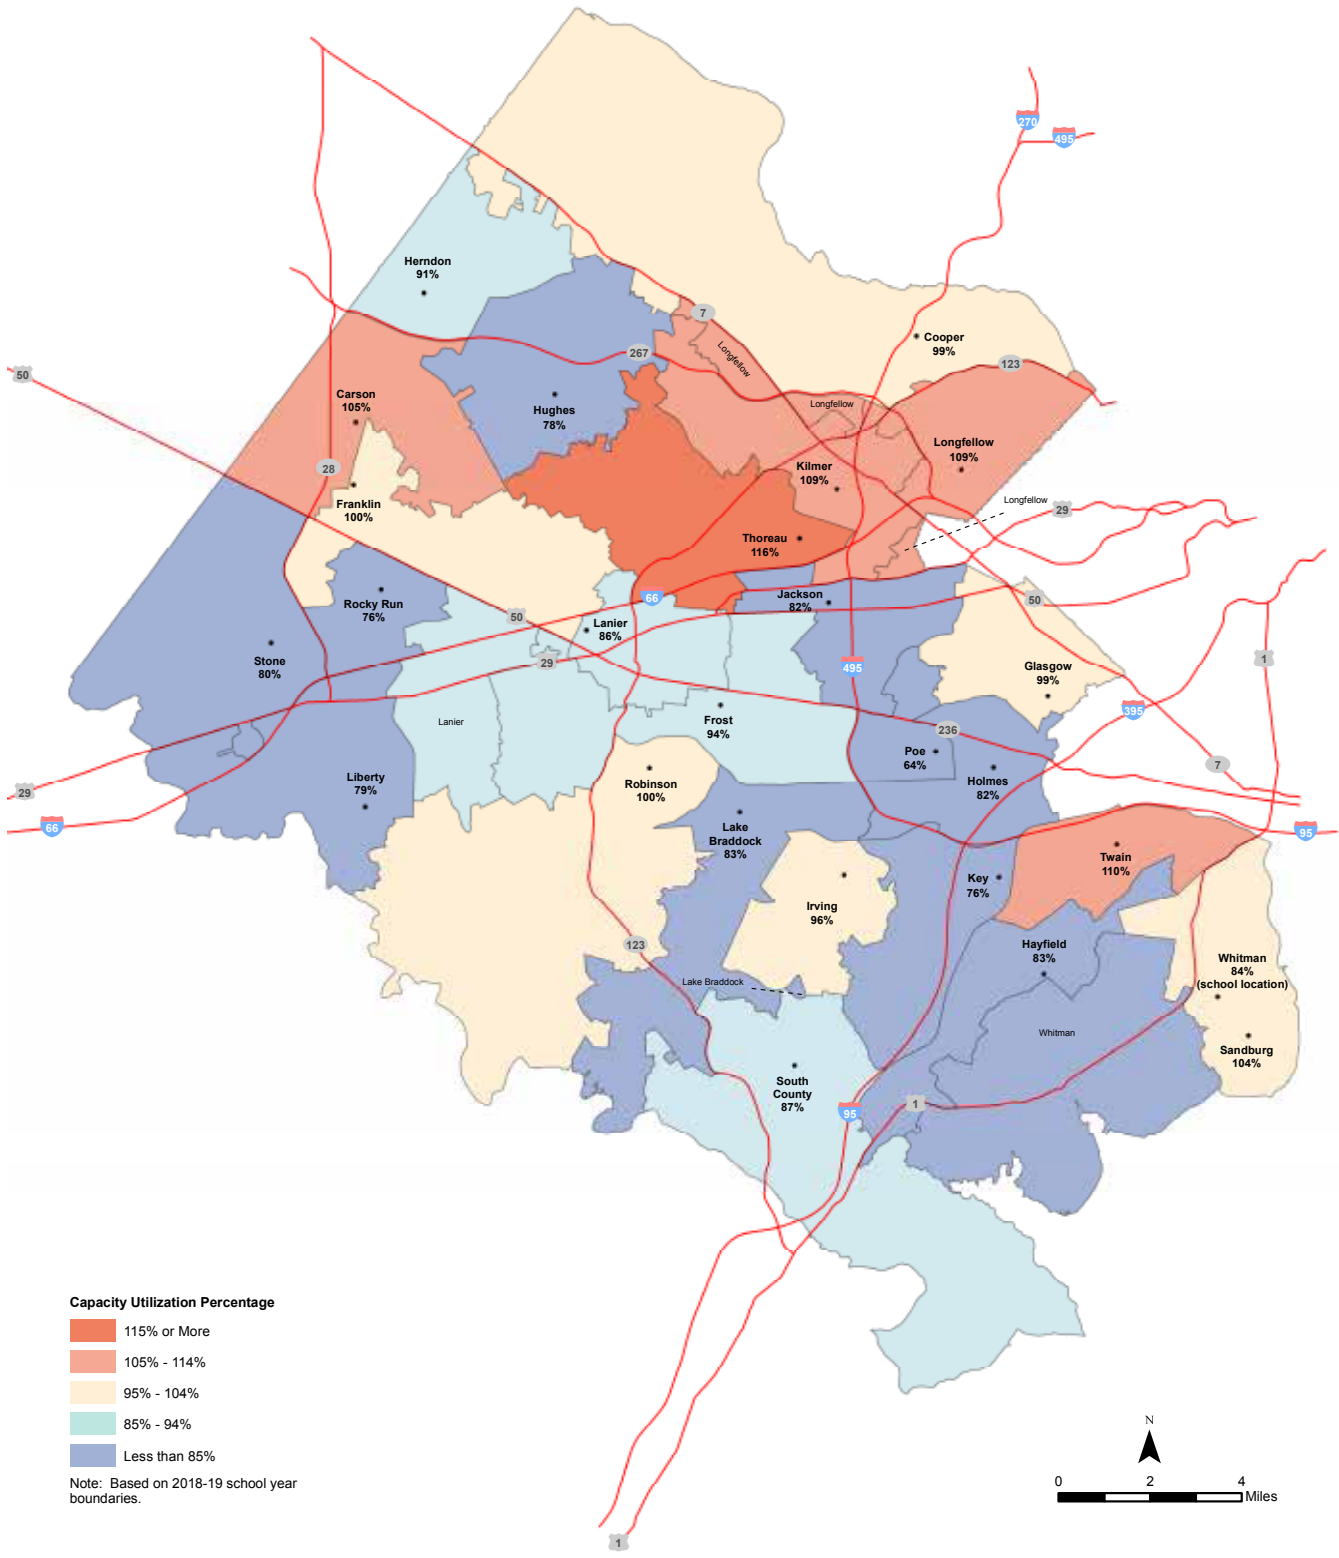 270
495
Herndon
91%
7
Cooper
99%
Longfellow
267
123
50
Carson
105%
Hughes
78%
Longfellow
Longfellow
109%
28
Kilmer
109%
Franklin
100%
Longfellow
29
Thoreau
116%
Jackson
82%
66
50
Rocky Run
76%
50
Lanier
86%
Stone
80%
29
495
Glasgow
99%
1
Lanier
Frost
94%
395
236
Poe
64%
Holmes
82%
7
Liberty
79%
Robinson
100%
29
66
Lake
Braddock
83%
95
Twain
110%
Key
76%
Irving
96%
123
Hayfield
83%
Whitman
84%
(school location)
Lake Braddock
Whitman
Sandburg
104%
South
County
87%
95
1
Capacity Utilization Percentage
115% or More
105% - 114%
95% - 104%
85% - 94%
Less than 85%
Note: Based on 2018-19 school year
boundaries.
N
0 2 4
Miles
1